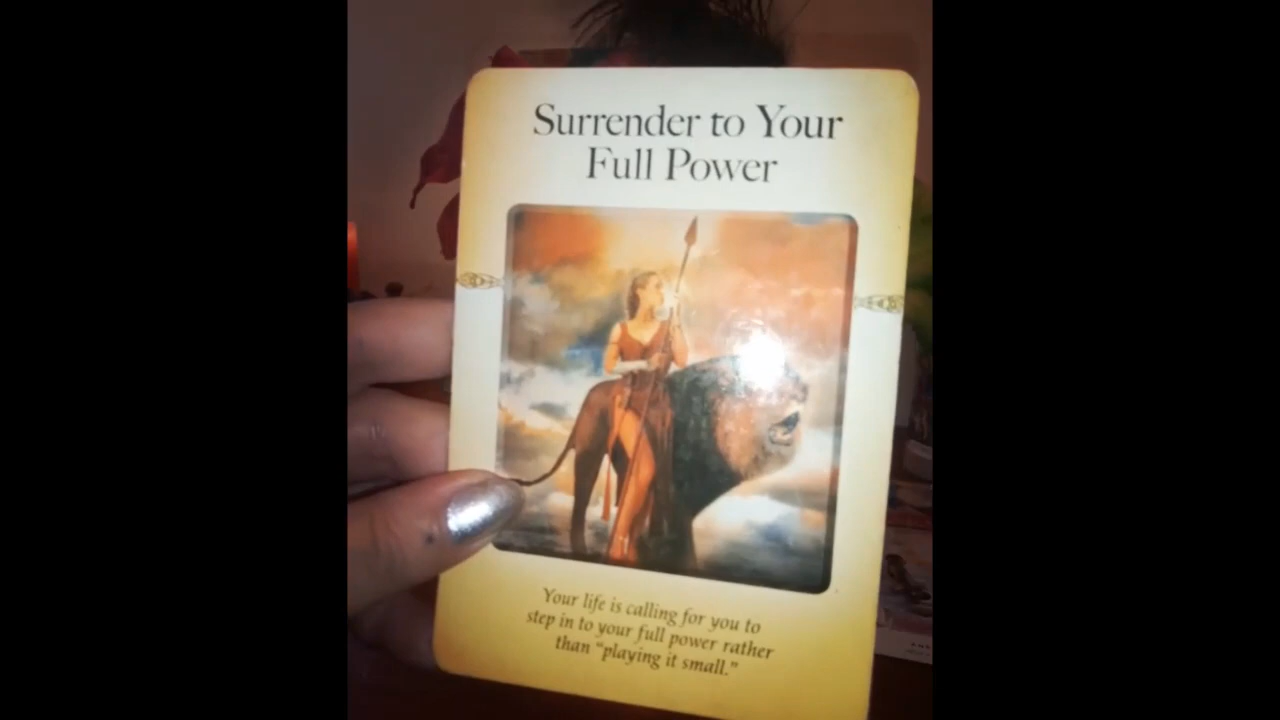 Surrender to Your
Full Power
Your life is calling for you to
step in to your full power rather
than "playing it small."